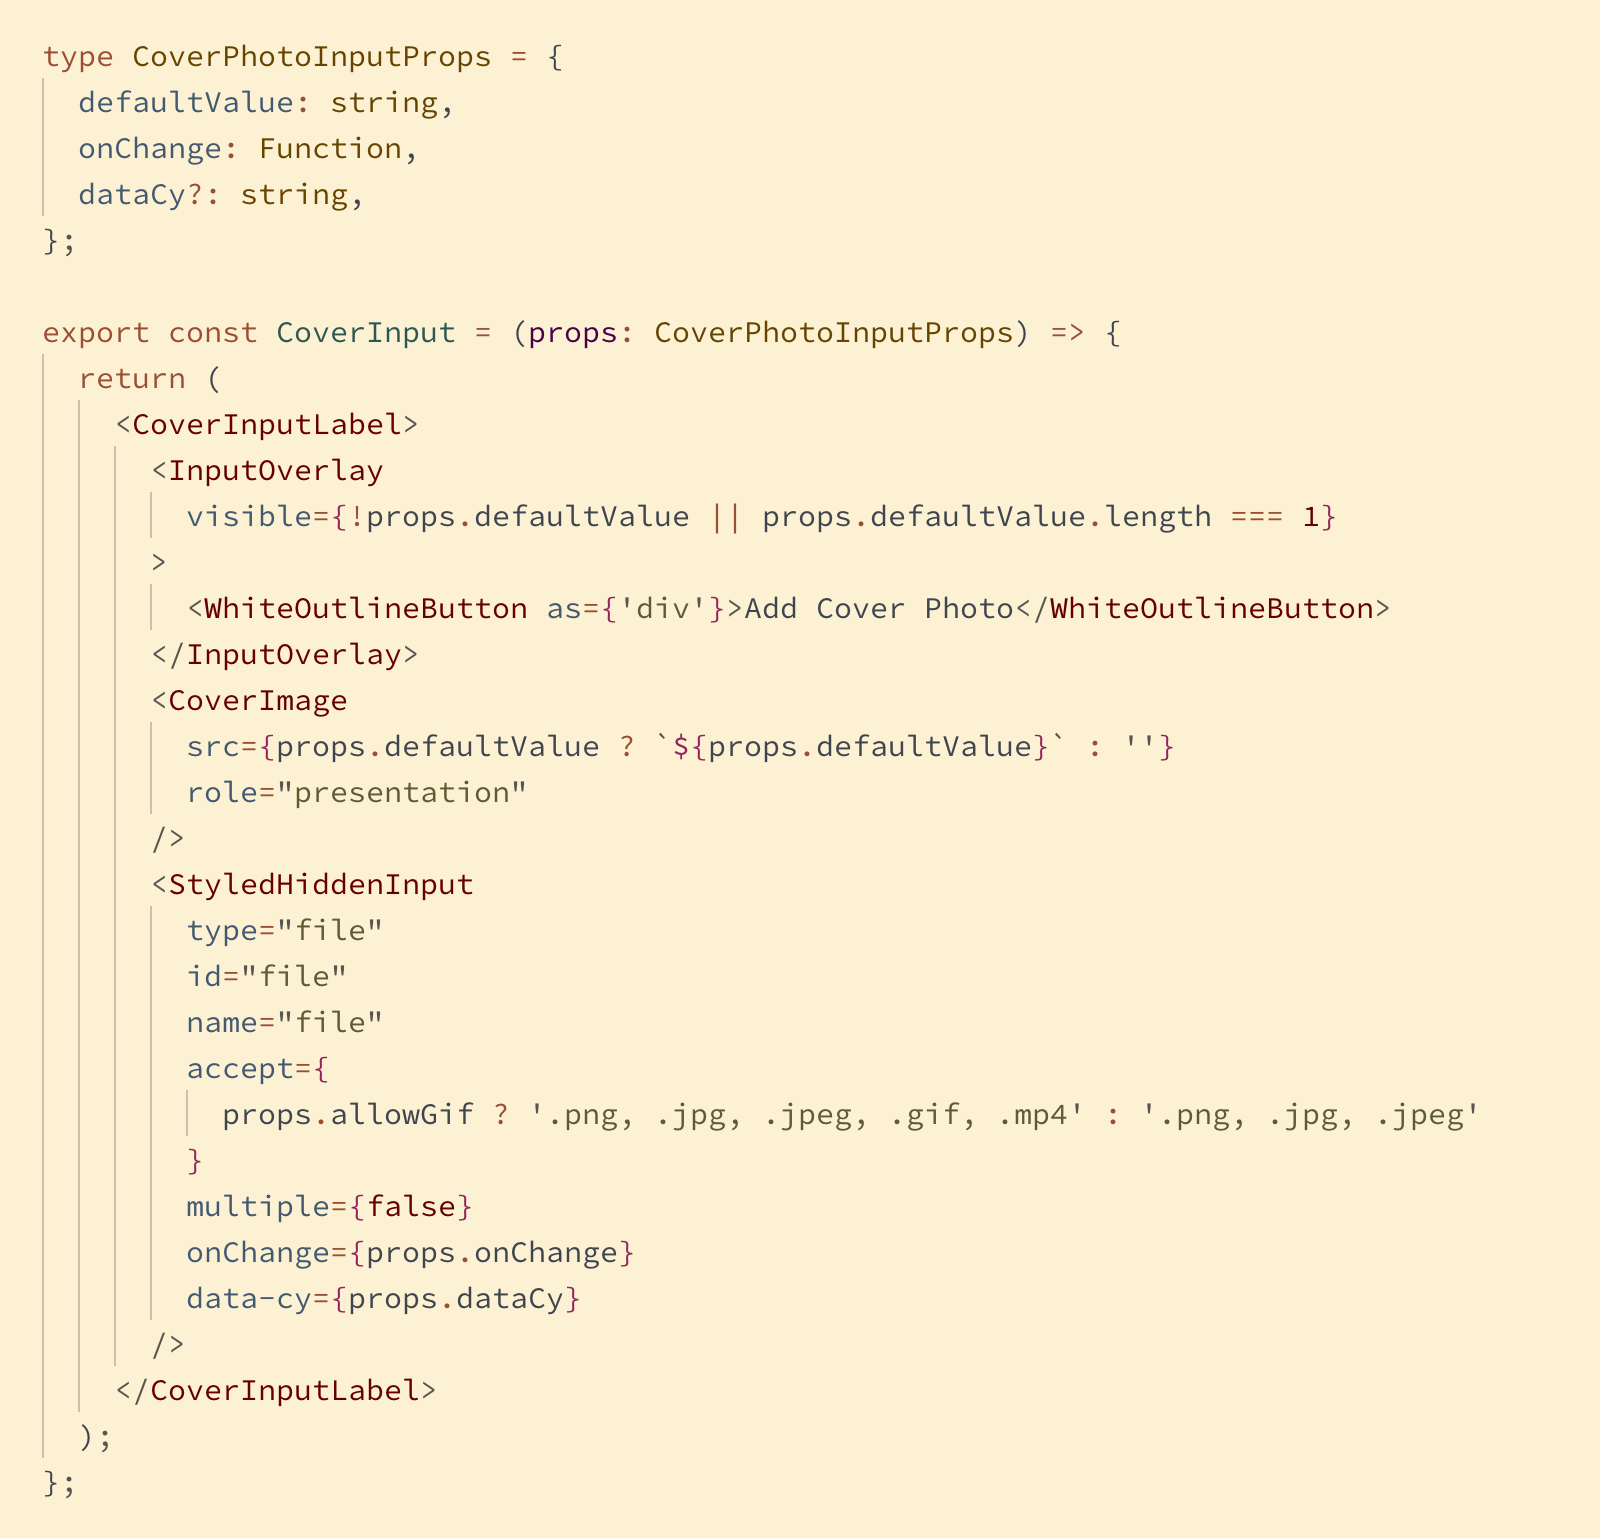 type CoverPhotoInputProps = {
  defaultValue: string,
  onChange: Function,
  dataCy?: string,
};

export const CoverInput = (props: CoverPhotoInputProps) => {
  return (
    <CoverInputLabel>
      <InputOverlay
        visible={!props.defaultValue || props.defaultValue.length === 1}
      >
        <WhiteOutlineButton as={'div'}>Add Cover Photo</WhiteOutlineButton>
      </InputOverlay>
      <CoverImage
        src={props.defaultValue ? `${props.defaultValue}` : ''}
        role="presentation"
      />
      <StyledHiddenInput
        type="file"
        id="file"
        name="file"
        accept={
          props.allowGif ? '.png, .jpg, .jpeg, .gif, .mp4' : '.png, .jpg, .jpeg'
        }
        multiple={false}
        onChange={props.onChange}
        data-cy={props.dataCy}
      />
    </CoverInputLabel>
  );
};